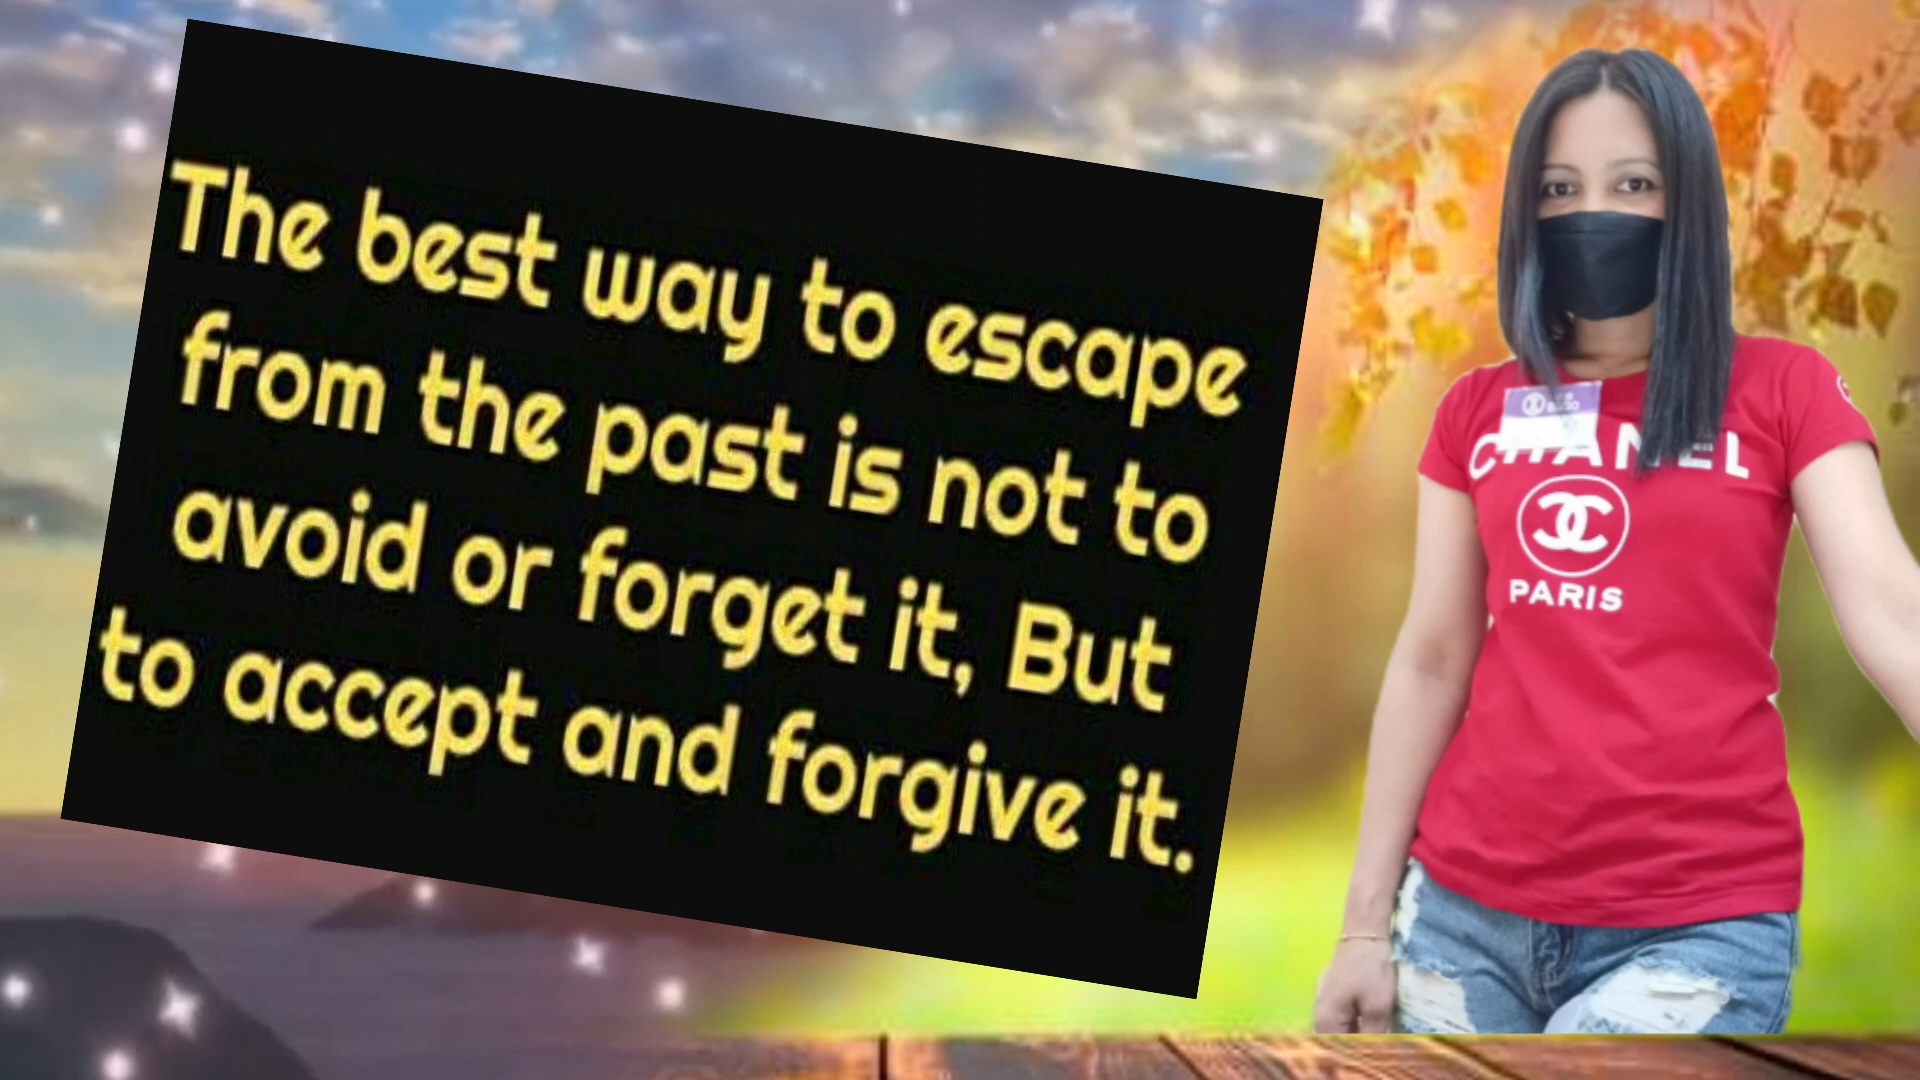 The best way to escape
from the past is not to
avoid or forget it, But
to accept and forgive it.
CHANEL
PARIS